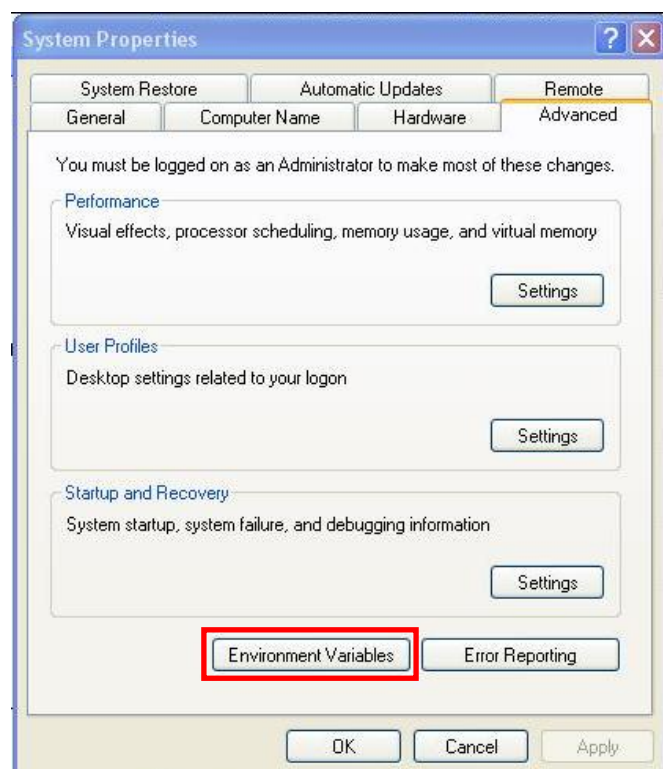 System Properties
?
X
System Restore
Automatic Updates
Remote
General
Computer Name
Hardware
Advanced
You must be logged on as an Administrator to make most of these changes.
Performance
Visual effects, processor scheduling, memory usage, and virtual memory
Settings
User Profiles
Desktop settings related to your logon
Settings
Startup and Recovery
System startup, system failure, and debugging information
Settings
Environment Variables
Error Reporting
OK
Cancel
Apply